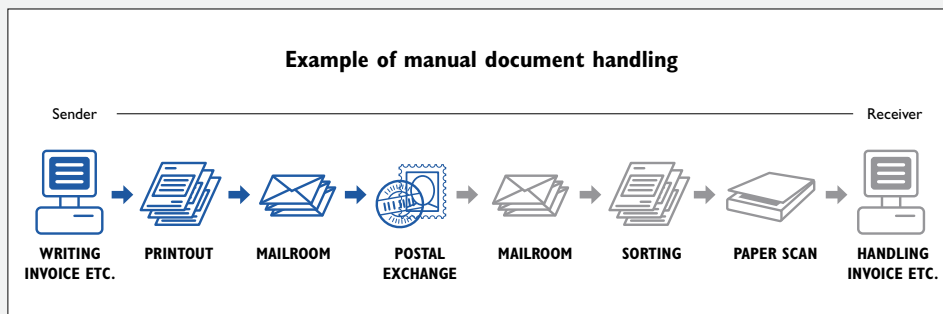 Example of manual document handling
Sender
Receiver
WRITING
INVOICE ETC.
PRINTOUT
MAILROOM
POSTAL
EXCHANGE
MAILROOM
SORTING
PAPER SCAN
HANDLING
INVOICE ETC.